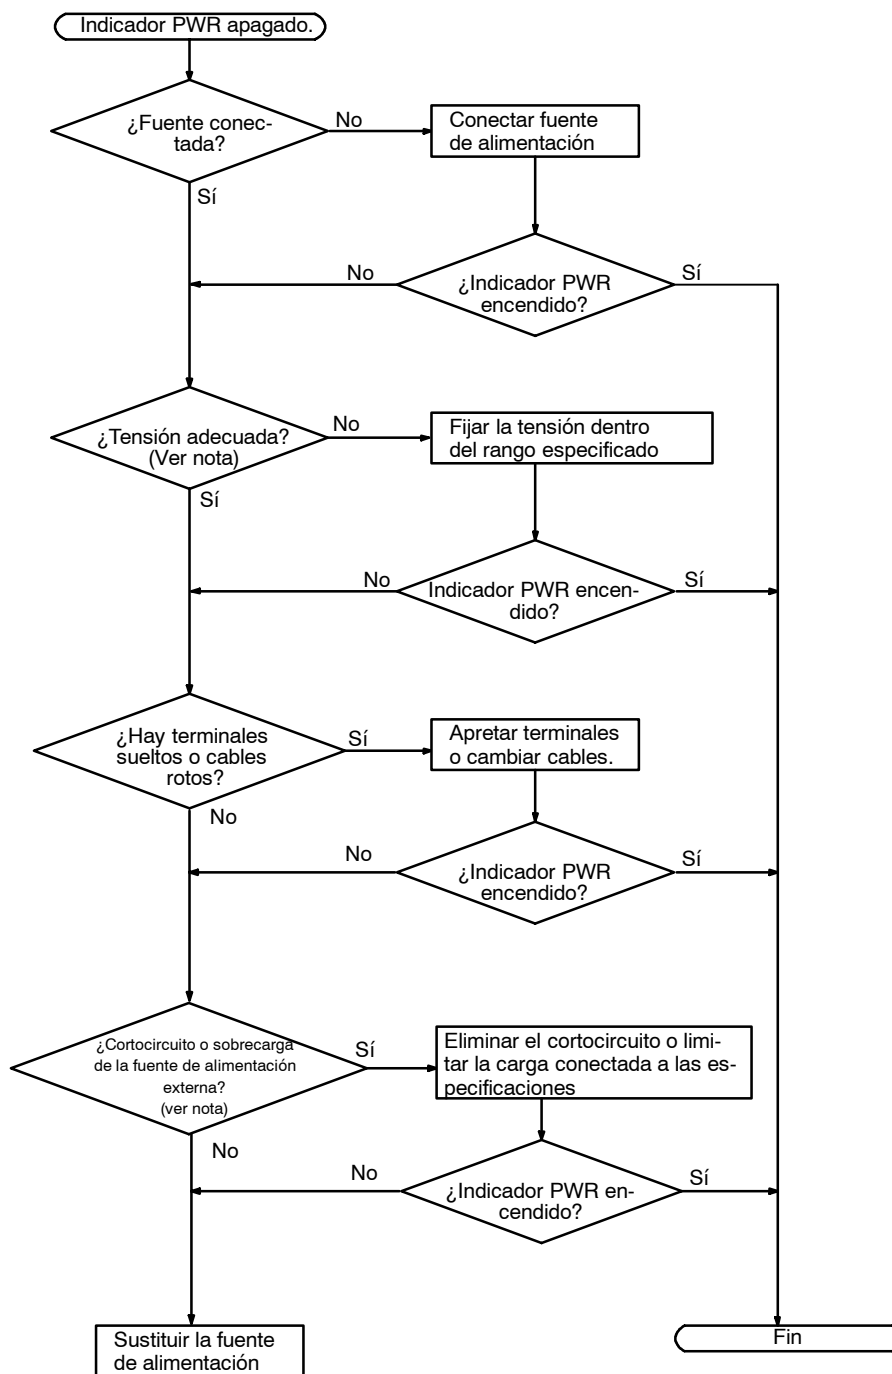 Indicador PWR apagado.
¿Fuente conec-
tada?
No
Conectar fuente
de alimentación
Sí
No
¿Indicador PWR
encendido?
Sí
¿Tensión adecuada?
(Ver nota)
No
Fijar la tensión dentro
del rango especificado
Sí
No
Indicador PWR encen-
dido?
Sí
¿Hay terminales
sueltos o cables
rotos?
Sí
Apretar terminales
o cambiar cables.
No
No
¿Indicador PWR
encendido?
Sí
¿Cortocircuito o sobrecarga
de la fuente de alimentación
externa?
(ver nota)
Sí
Eliminar el cortocircuito o limi-
tar la carga conectada a las es-
pecificaciones
No
No
¿Indicador PWR en-
cendido?
Sí
Sustituir la fuente
de alimentación
Fin